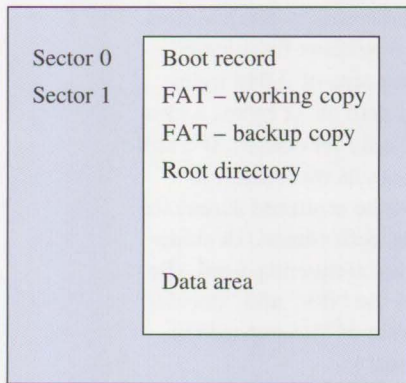 Sector 0 Boot record
Sector 1 FAT – working copy
FAT – backup copy
Root directory
Data area